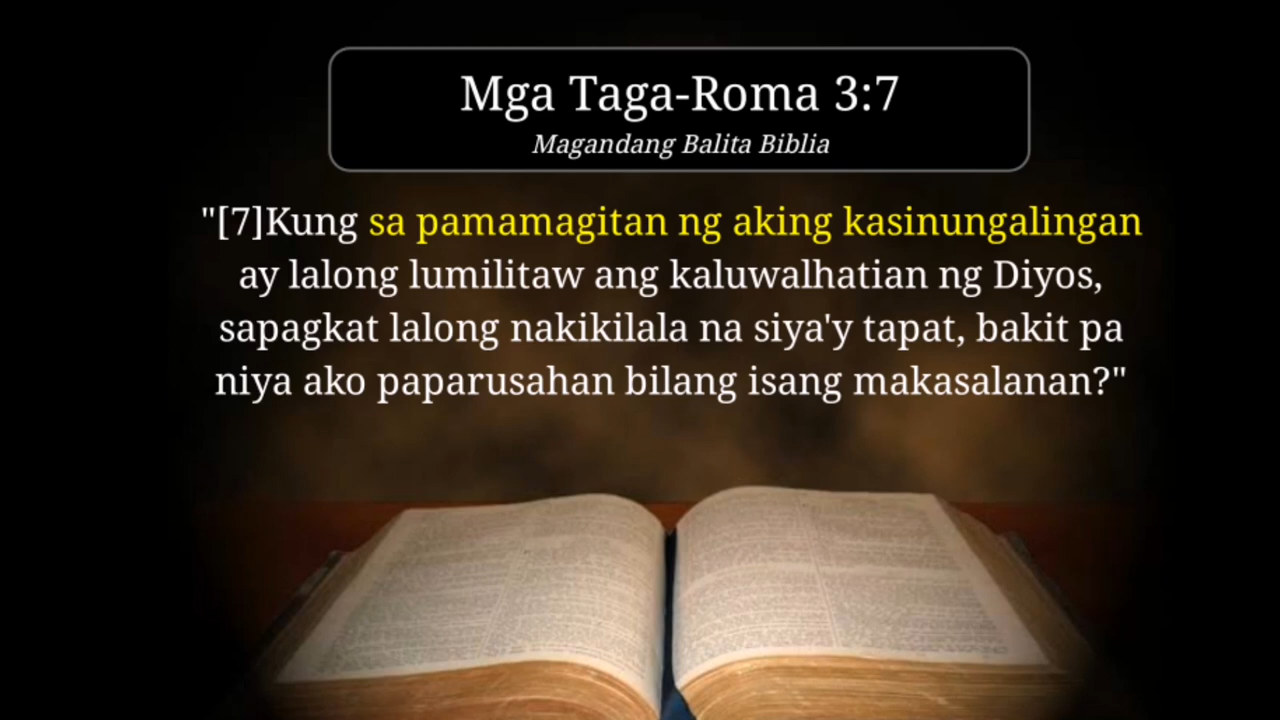 Mga Taga-Roma 3:7
Magandang Balita Biblia
"[7]Kung sa pamamagitan ng aking kasinungalingan
ay lalong lumilitaw ang kaluwalhatian ng Diyos,
sapagkat lalong nakikilala na siya'y tapat, bakit pa
niya ako paparusahan bilang isang makasalanan?"